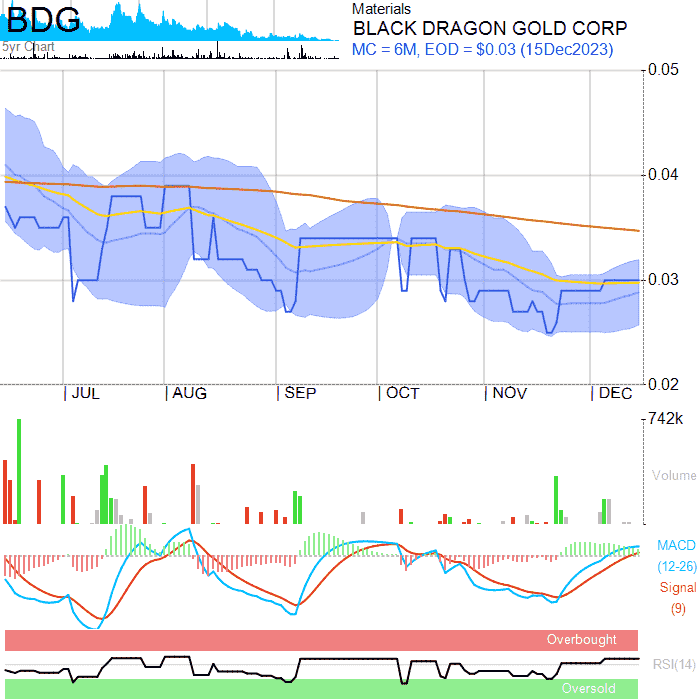 BDG
5yr Chart
Materials
BLACK DRAGON GOLD CORP
MC = 6M, EOD = $0.03 (15Dec2023)
0.05
0.04
0.03
0.02
JUL AUG SEP OCT NOV DEC
742k
Volume
MACD
(12-26)
Signal
(9)
Overbought
RSI(14)
Oversold